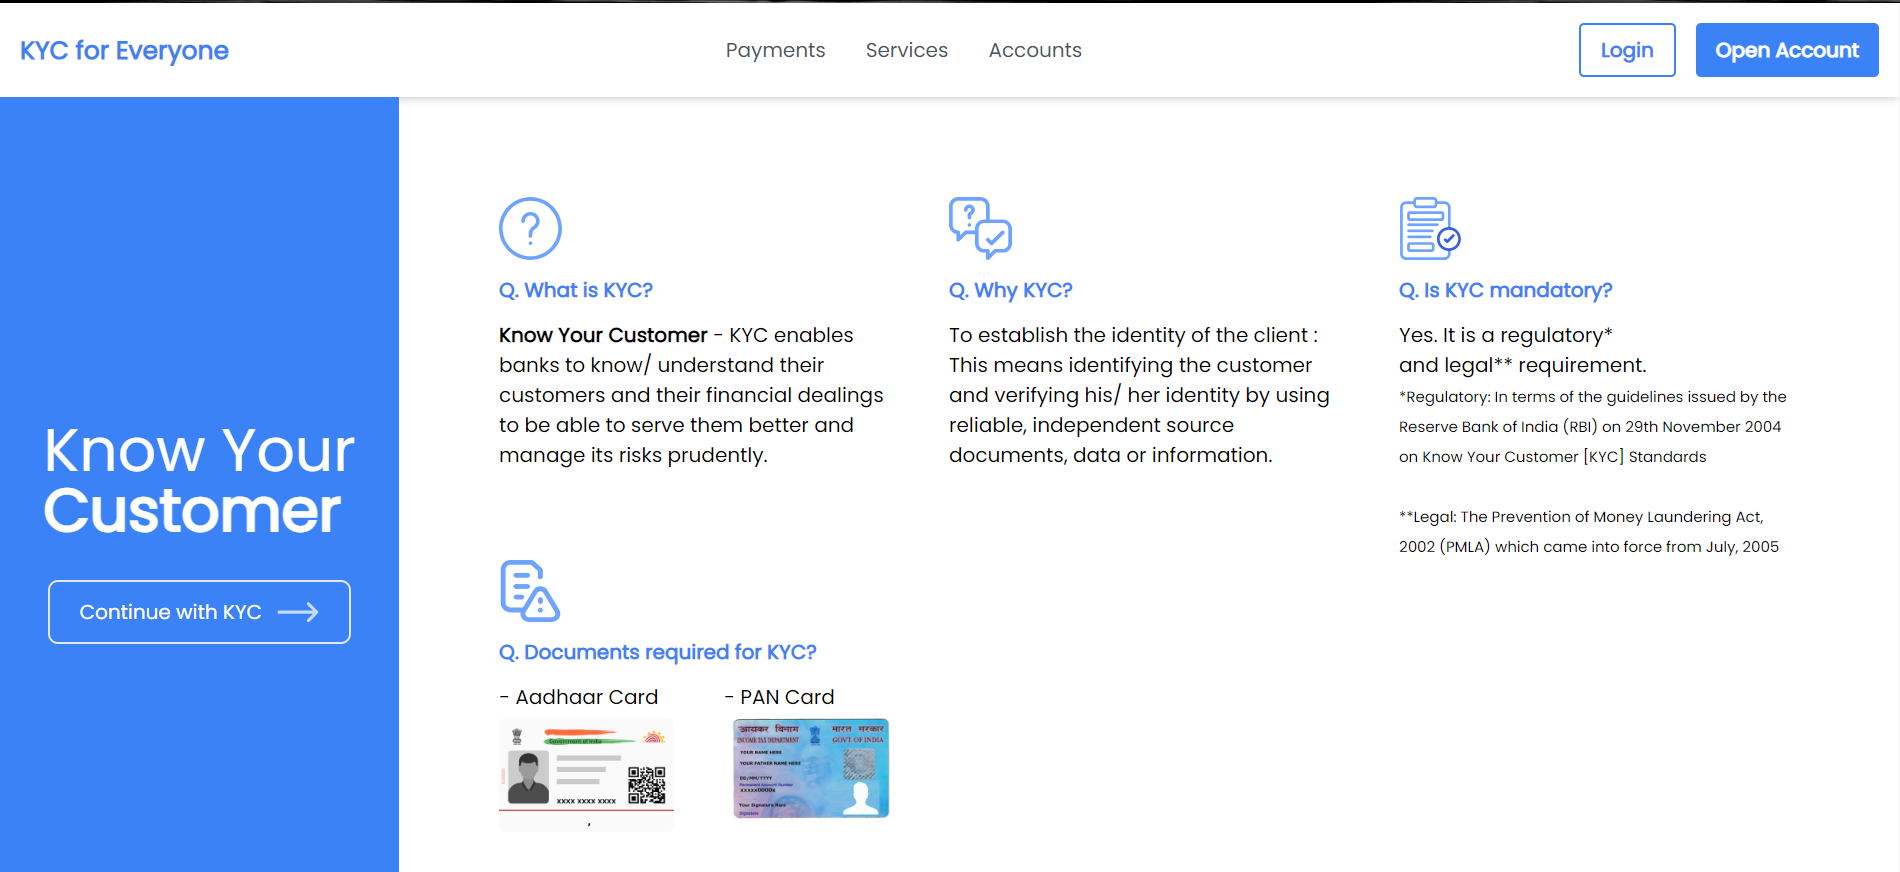 KYC for Everyone
Payments
Services
Accounts
Login
Open Account
Know Your
Customer
Continue with KYC
Q. What is KYC?
Know Your Customer - KYC enables
banks to know/ understand their
customers and their financial dealings
to be able to serve them better and
manage its risks prudently.
Q. Why KYC?
To establish the identity of the client :
This means identifying the customer
and verifying his/ her identity by using
reliable, independent source
documents, data or information.
Q. Is KYC mandatory?
Yes. It is a regulatory*
and legal** requirement.
*Regulatory: In terms of the guidelines issued by the
Reserve Bank of India (RBI) on 29th November 2004
on Know Your Customer [KYC] Standards
**Legal: The Prevention of Money Laundering Act,
2002 (PMLA) which came into force from July, 2005
Q. Documents required for KYC?
- Aadhaar Card
Government of India
XXXX XXXX XXXX
- PAN Card
आयकर विभाग
INCOME TAX DEPARTMENT
भारत सरकार
GOVT. OF INDIA
YOUR NAME HERE
YOUR FATHER NAME HERE
DD/MM/YYYY
Permanent Account Number
XXXXX0000X
Your Signature Here
Signature